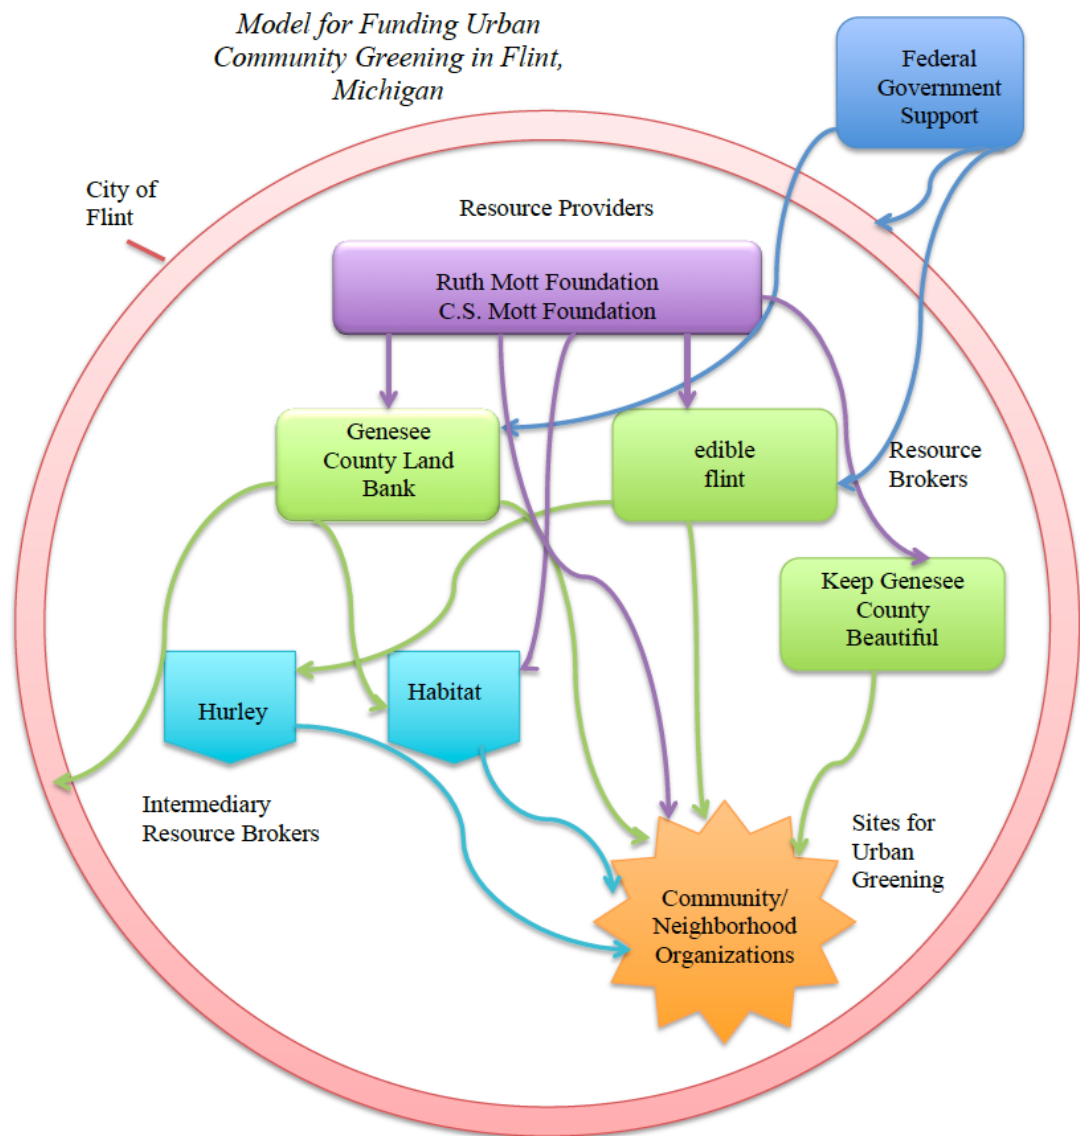 Model for Funding Urban
Community Greening in Flint,
Michigan
Federal
Government
Support
City of
Flint
Resource Providers
Ruth Mott Foundation
C.S. Mott Foundation
Genesee
County Land
Bank
edible
flint
Resource
Brokers
Keep Genesee
County
Beautiful
Hurley
Habitat
Intermediary
Resource Brokers
Sites for
Urban
Greening
Community/
Neighborhood
Organizations